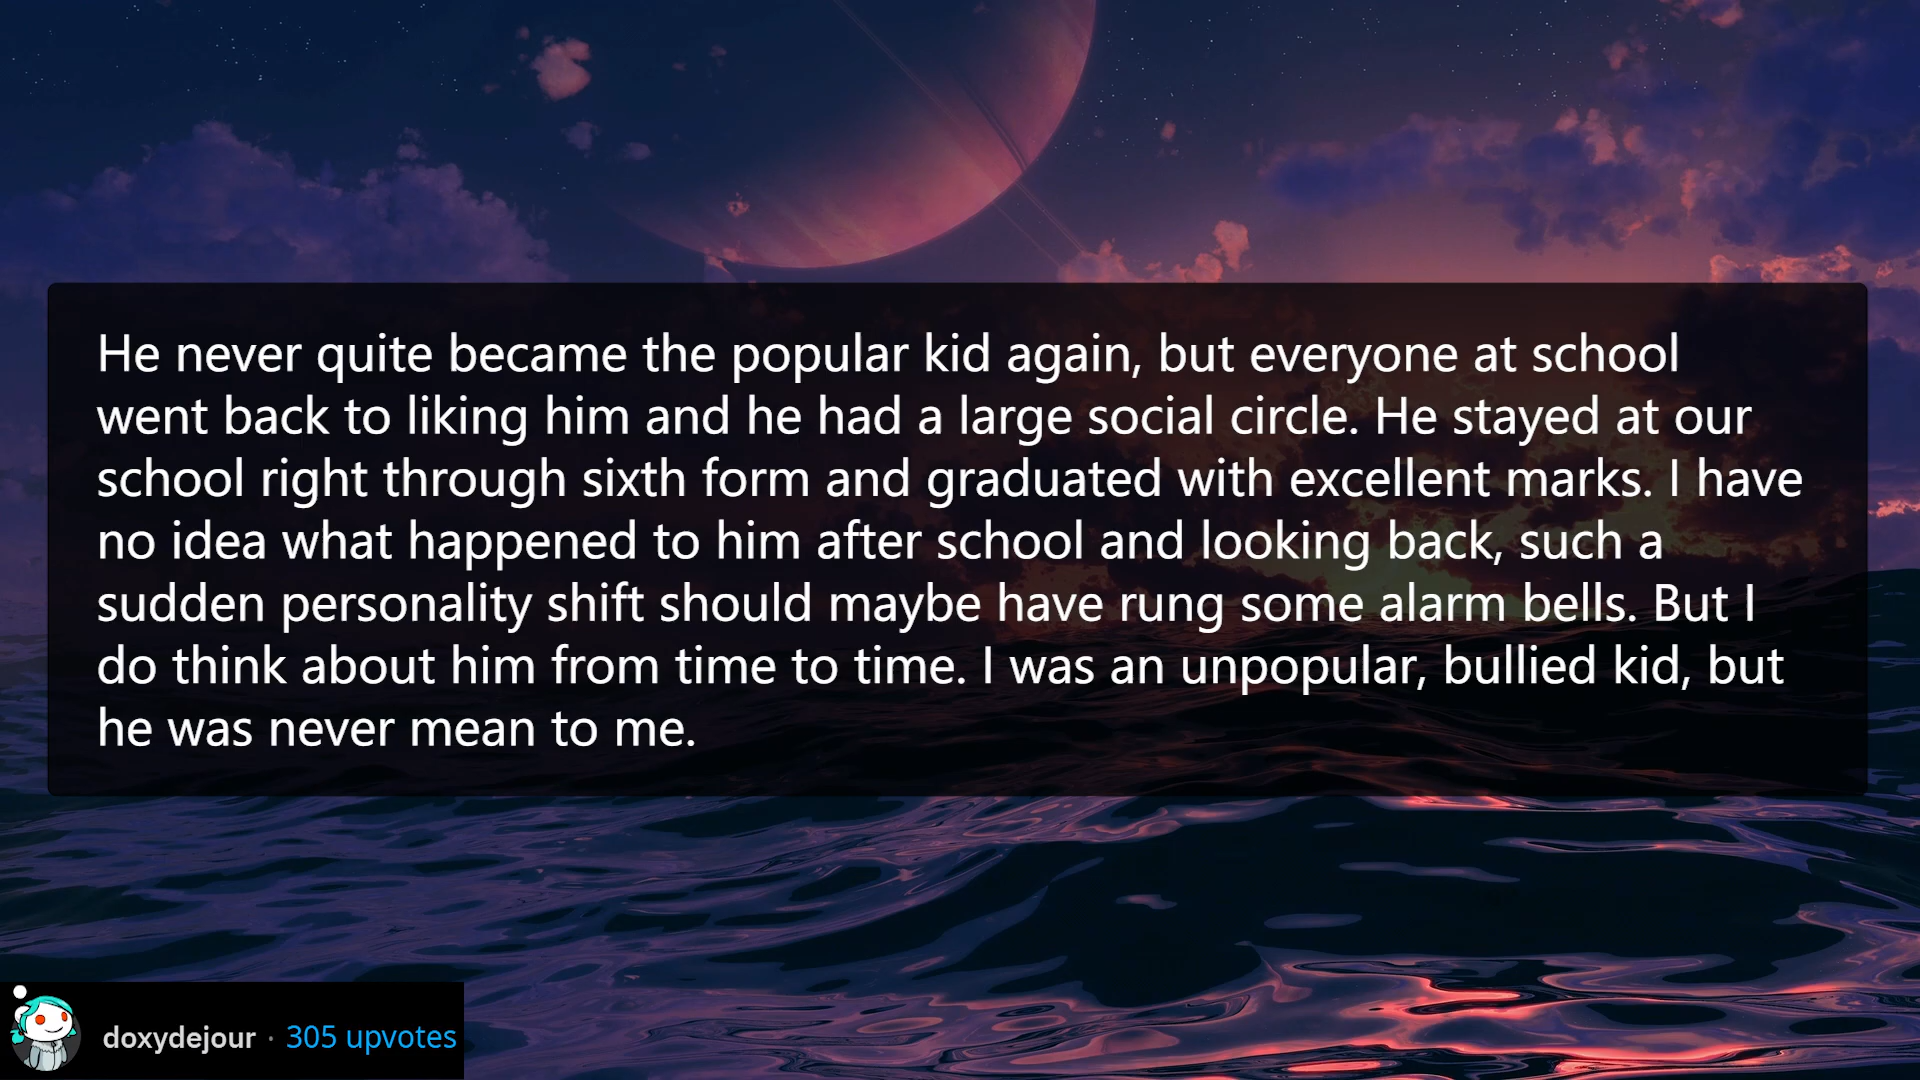 He never quite became the popular kid again, but everyone at school
went back to liking him and he had a large social circle. He stayed at our
school right through sixth form and graduated with excellent marks. I have
no idea what happened to him after school and looking back, such a
sudden personality shift should maybe have rung some alarm bells. But I
do think about him from time to time. I was an unpopular, bullied kid, but
he was never mean to me.
doxydejour · 305 upvotes